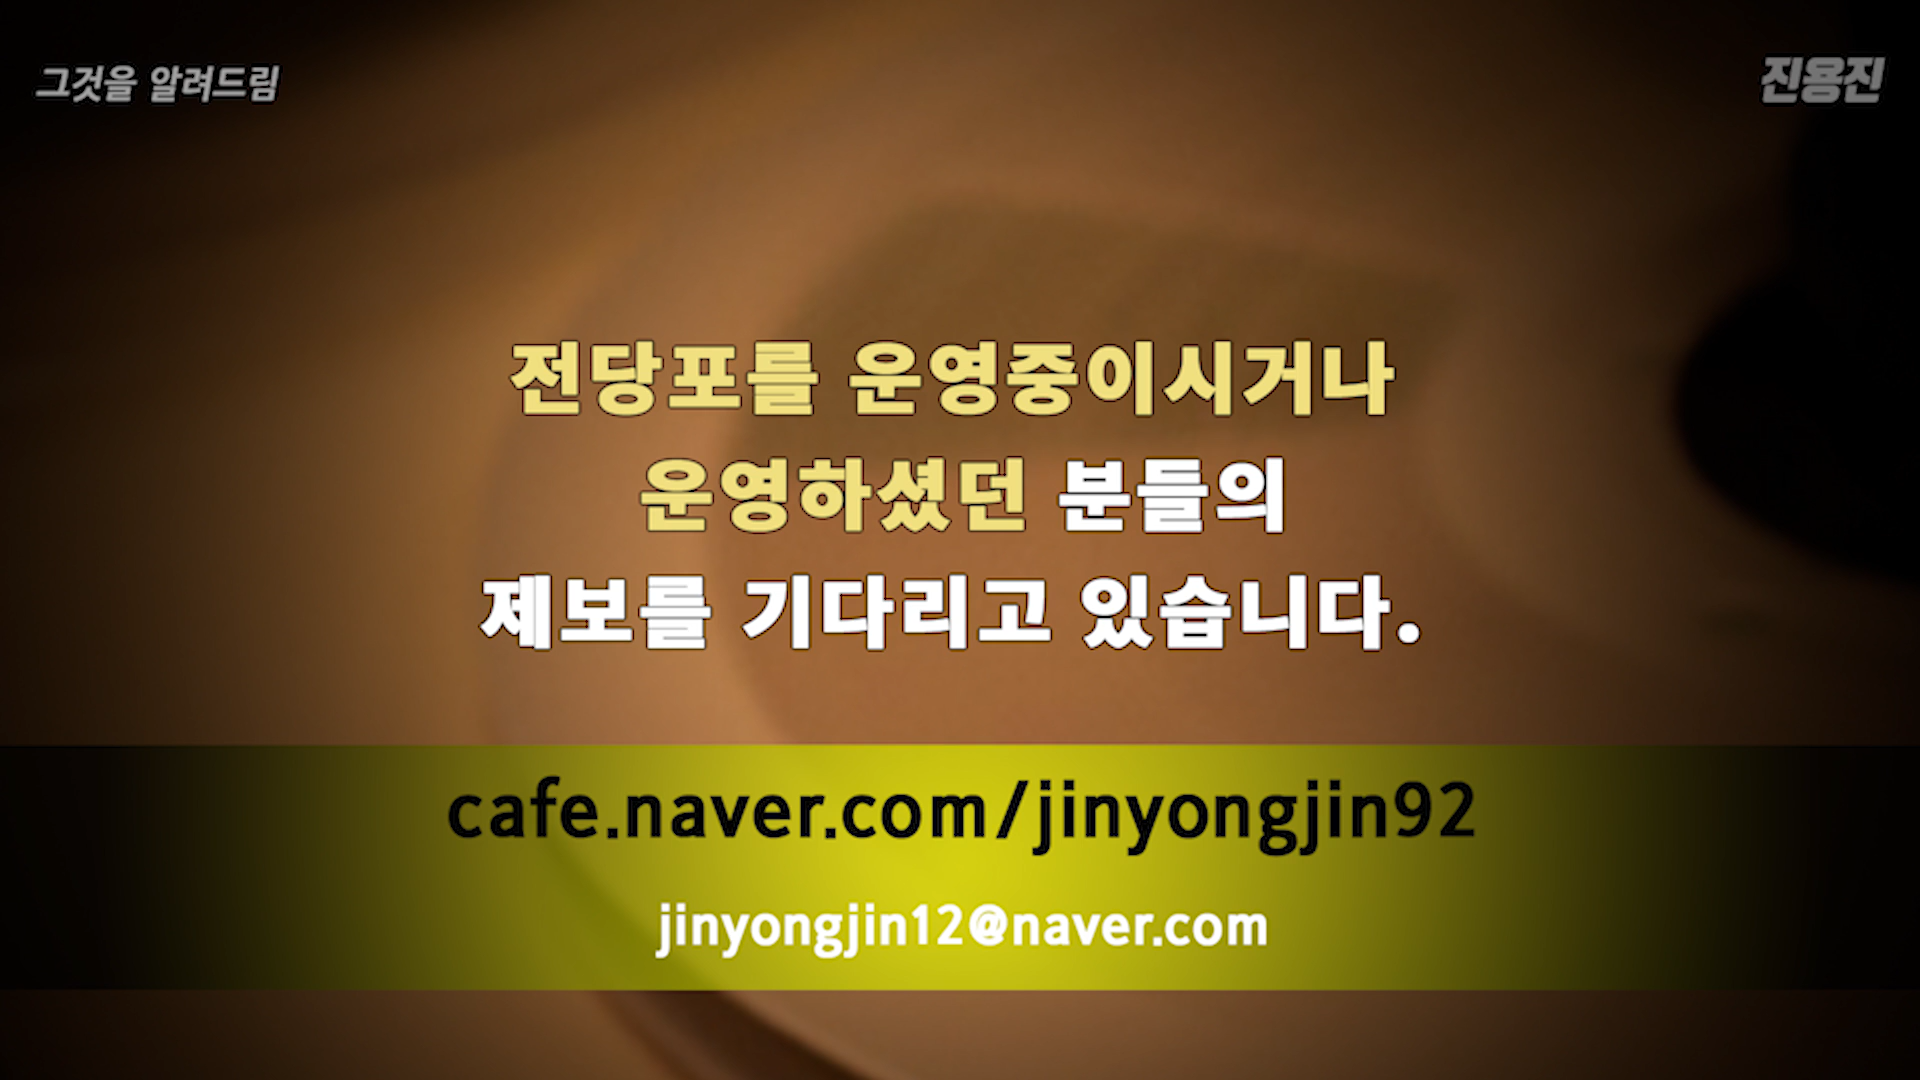 그것을 알려드림
진용진
전당포를 운영중이시거나
운영하셨던 분들의
제보를 기다리고 있습니다.
cafe.naver.com/jinyongjin92
jinyongjin12@naver.com